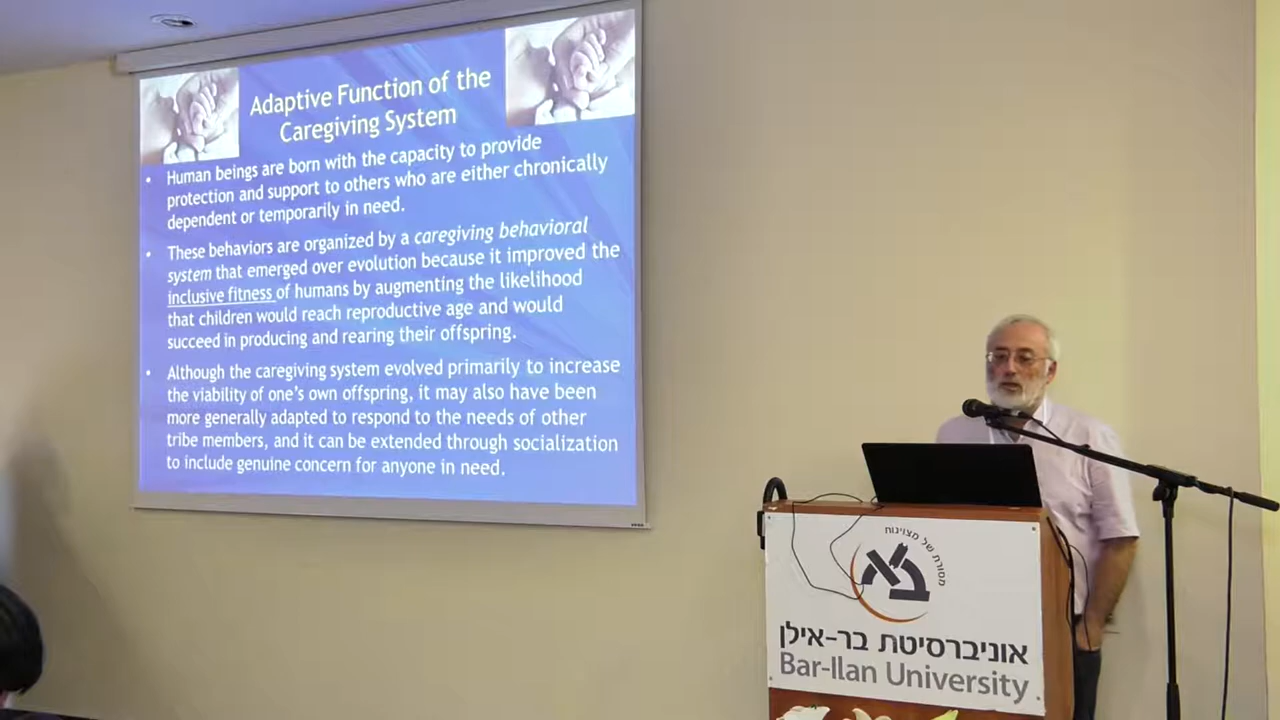 Adaptive Function of the
Caregiving System
• Human beings are born with the capacity to provide
protection and support to others who are either chronically
dependent or temporarily in need.
• These behaviors are organized by a caregiving behavioral
system that emerged over evolution because it improved the
inclusive fitness of humans by augmenting the likelihood
that children would reach reproductive age and would
succeed in producing and rearing their offspring.
• Although the caregiving system evolved primarily to increase
the viability of one's own offspring, it may also have been
more generally adapted to respond to the needs of other
tribe members, and it can be extended through socialization
to include genuine concern for anyone in need.
מסורת של מצוינות
בא
אוניברסיטת בר-אילן
Bar-Ilan University